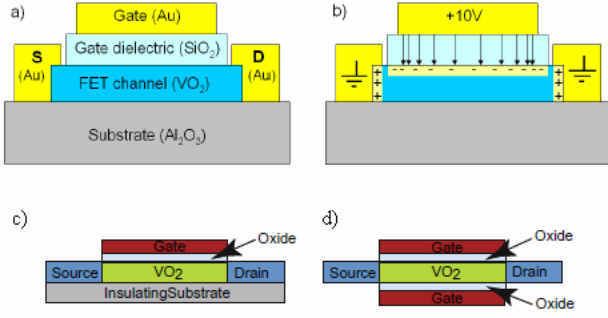 a)
Gate (Au)
Gate dielectric (SiO₂)
S
(Au)
D
(Au)
FET channel (VO₂)
Substrate (Al₂O₃)
b)
+10V
- - - - - - - - - - -
+
+
+
+
+
+
c)
Oxide
Gate
Source
VO₂
Drain
InsulatingSubstrate
d)
Oxide
Gate
Source
VO₂
Drain
Gate
Oxide